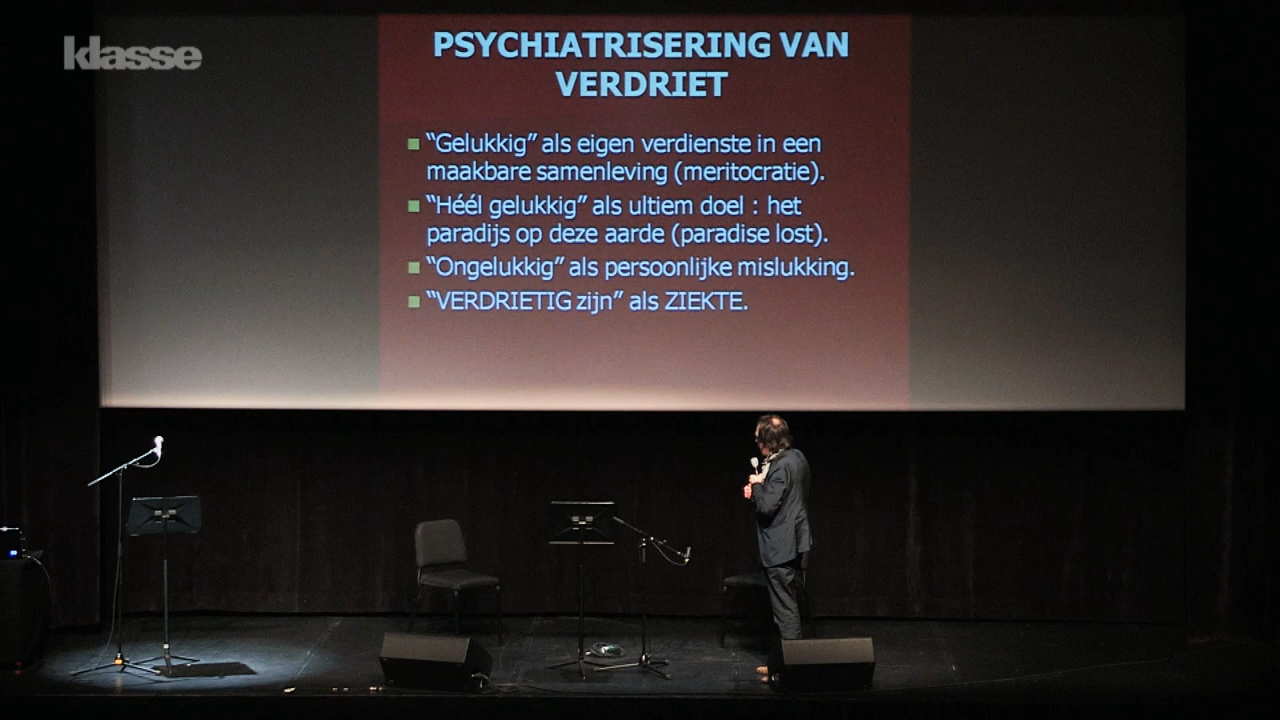 klasse
PSYCHIATRISERING VAN
VERDRIET
“Gelukkig” als eigen verdienste in een
maakbare samenleving (meritocratie).
“Héél gelukkig” als ultiem doel : het
paradijs op deze aarde (paradise lost).
“Ongelukkig” als persoonlijke mislukking.
“VERDRIETIG zijn” als ZIEKTE.